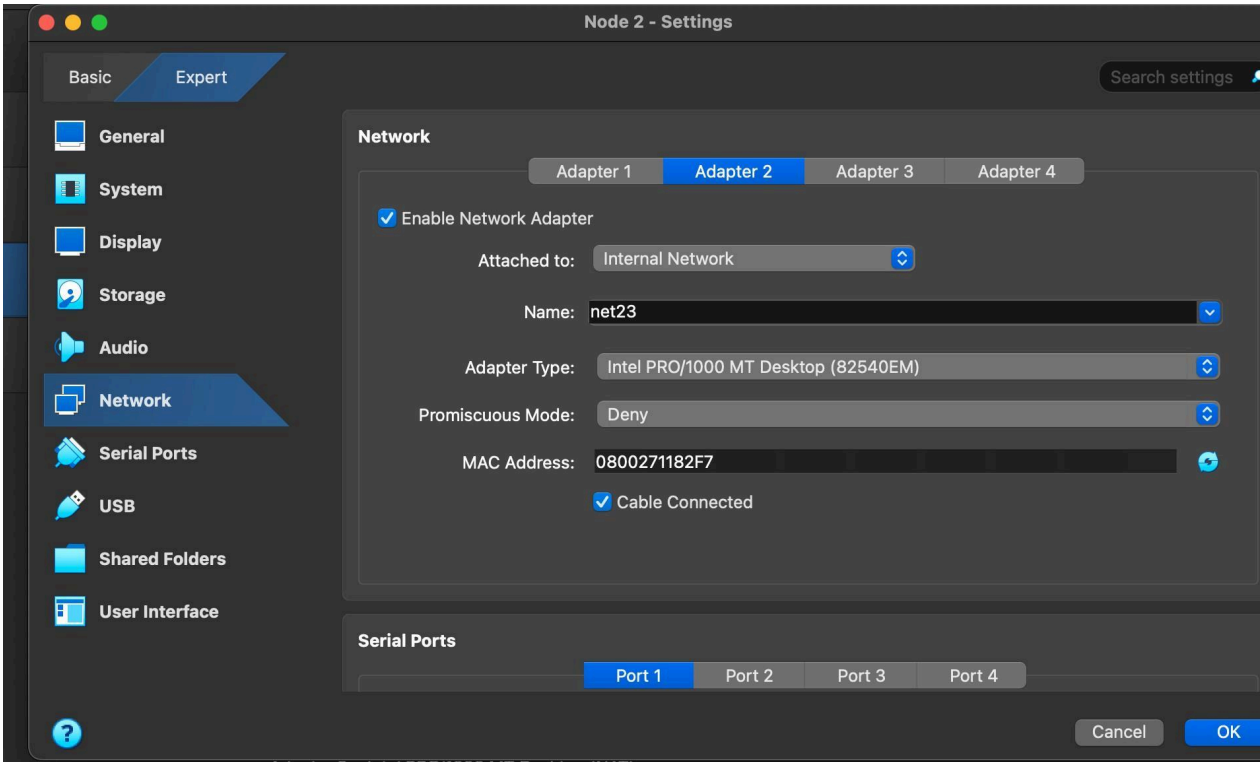 Node 2 - Settings
Basic Expert
Search settings
General
System
Display
Storage
Audio
Network
Serial Ports
USB
Shared Folders
User Interface
Network
Adapter 1 Adapter 2 Adapter 3 Adapter 4
Enable Network Adapter
Attached to: Internal Network
Name: net23
Adapter Type: Intel PRO/1000 MT Desktop (82540EM)
Promiscuous Mode: Deny
MAC Address: 0800271182F7
Cable Connected
Serial Ports
Port 1 Port 2 Port 3 Port 4
?
Cancel OK